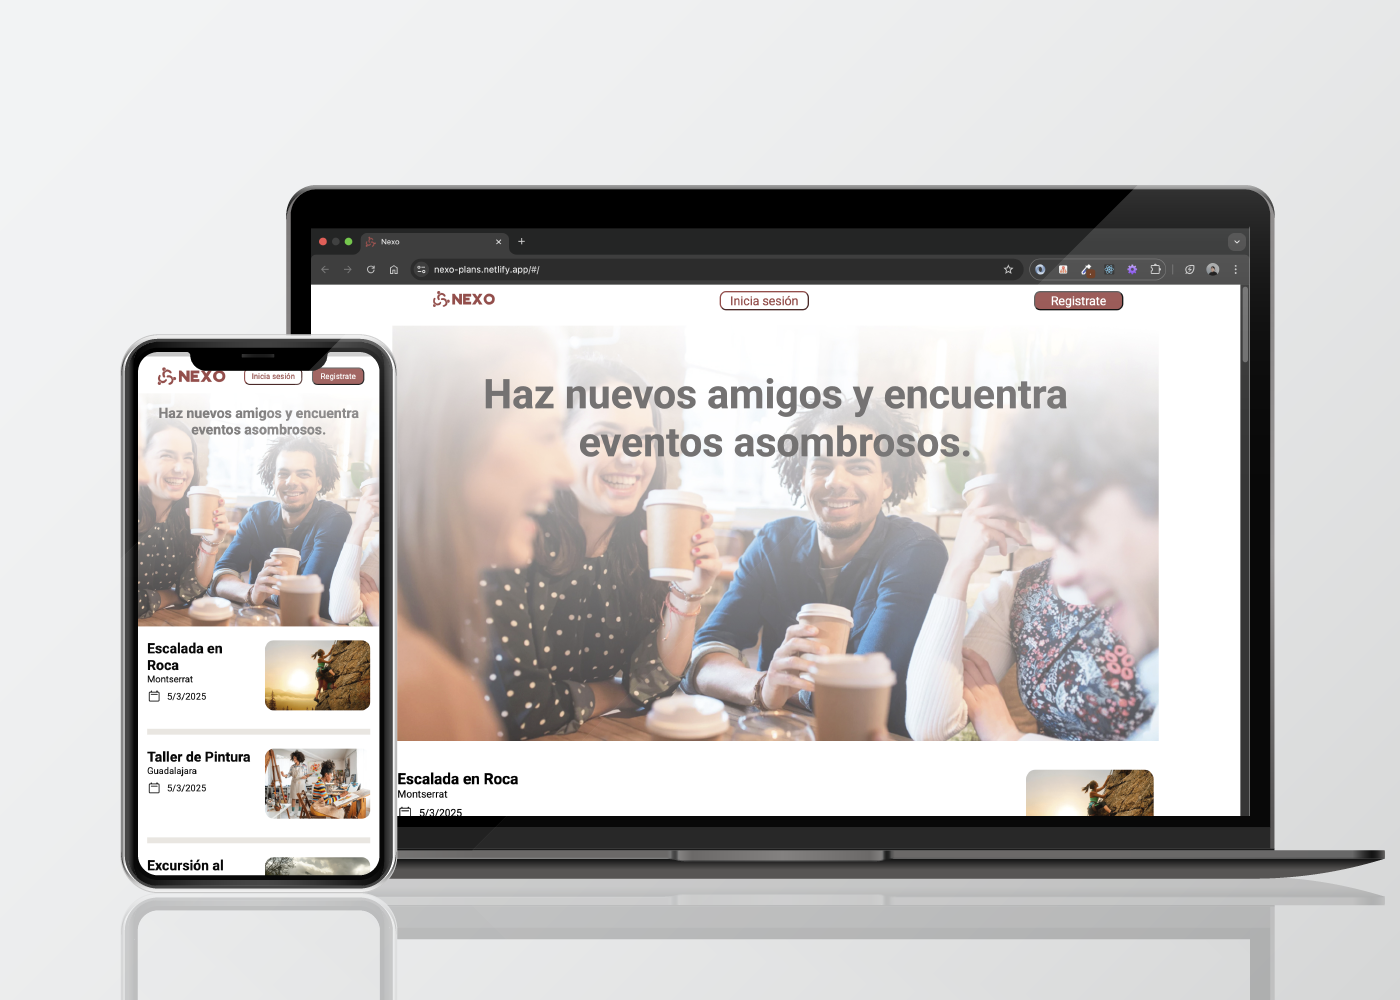 Nexo
nexo-plans.netlify.app/#/
NEXO
Inicia sesión
Registrate
Haz nuevos amigos y encuentra
eventos asombrosos.
Escalada en Roca
Montserrat
5/3/2025
NEXO
Inicia sesión
Registrate
Haz nuevos amigos y encuentra
eventos asombrosos.
Escalada en
Roca
Montserrat
5/3/2025
Taller de Pintura
Guadalajara
5/3/2025
Excursión al